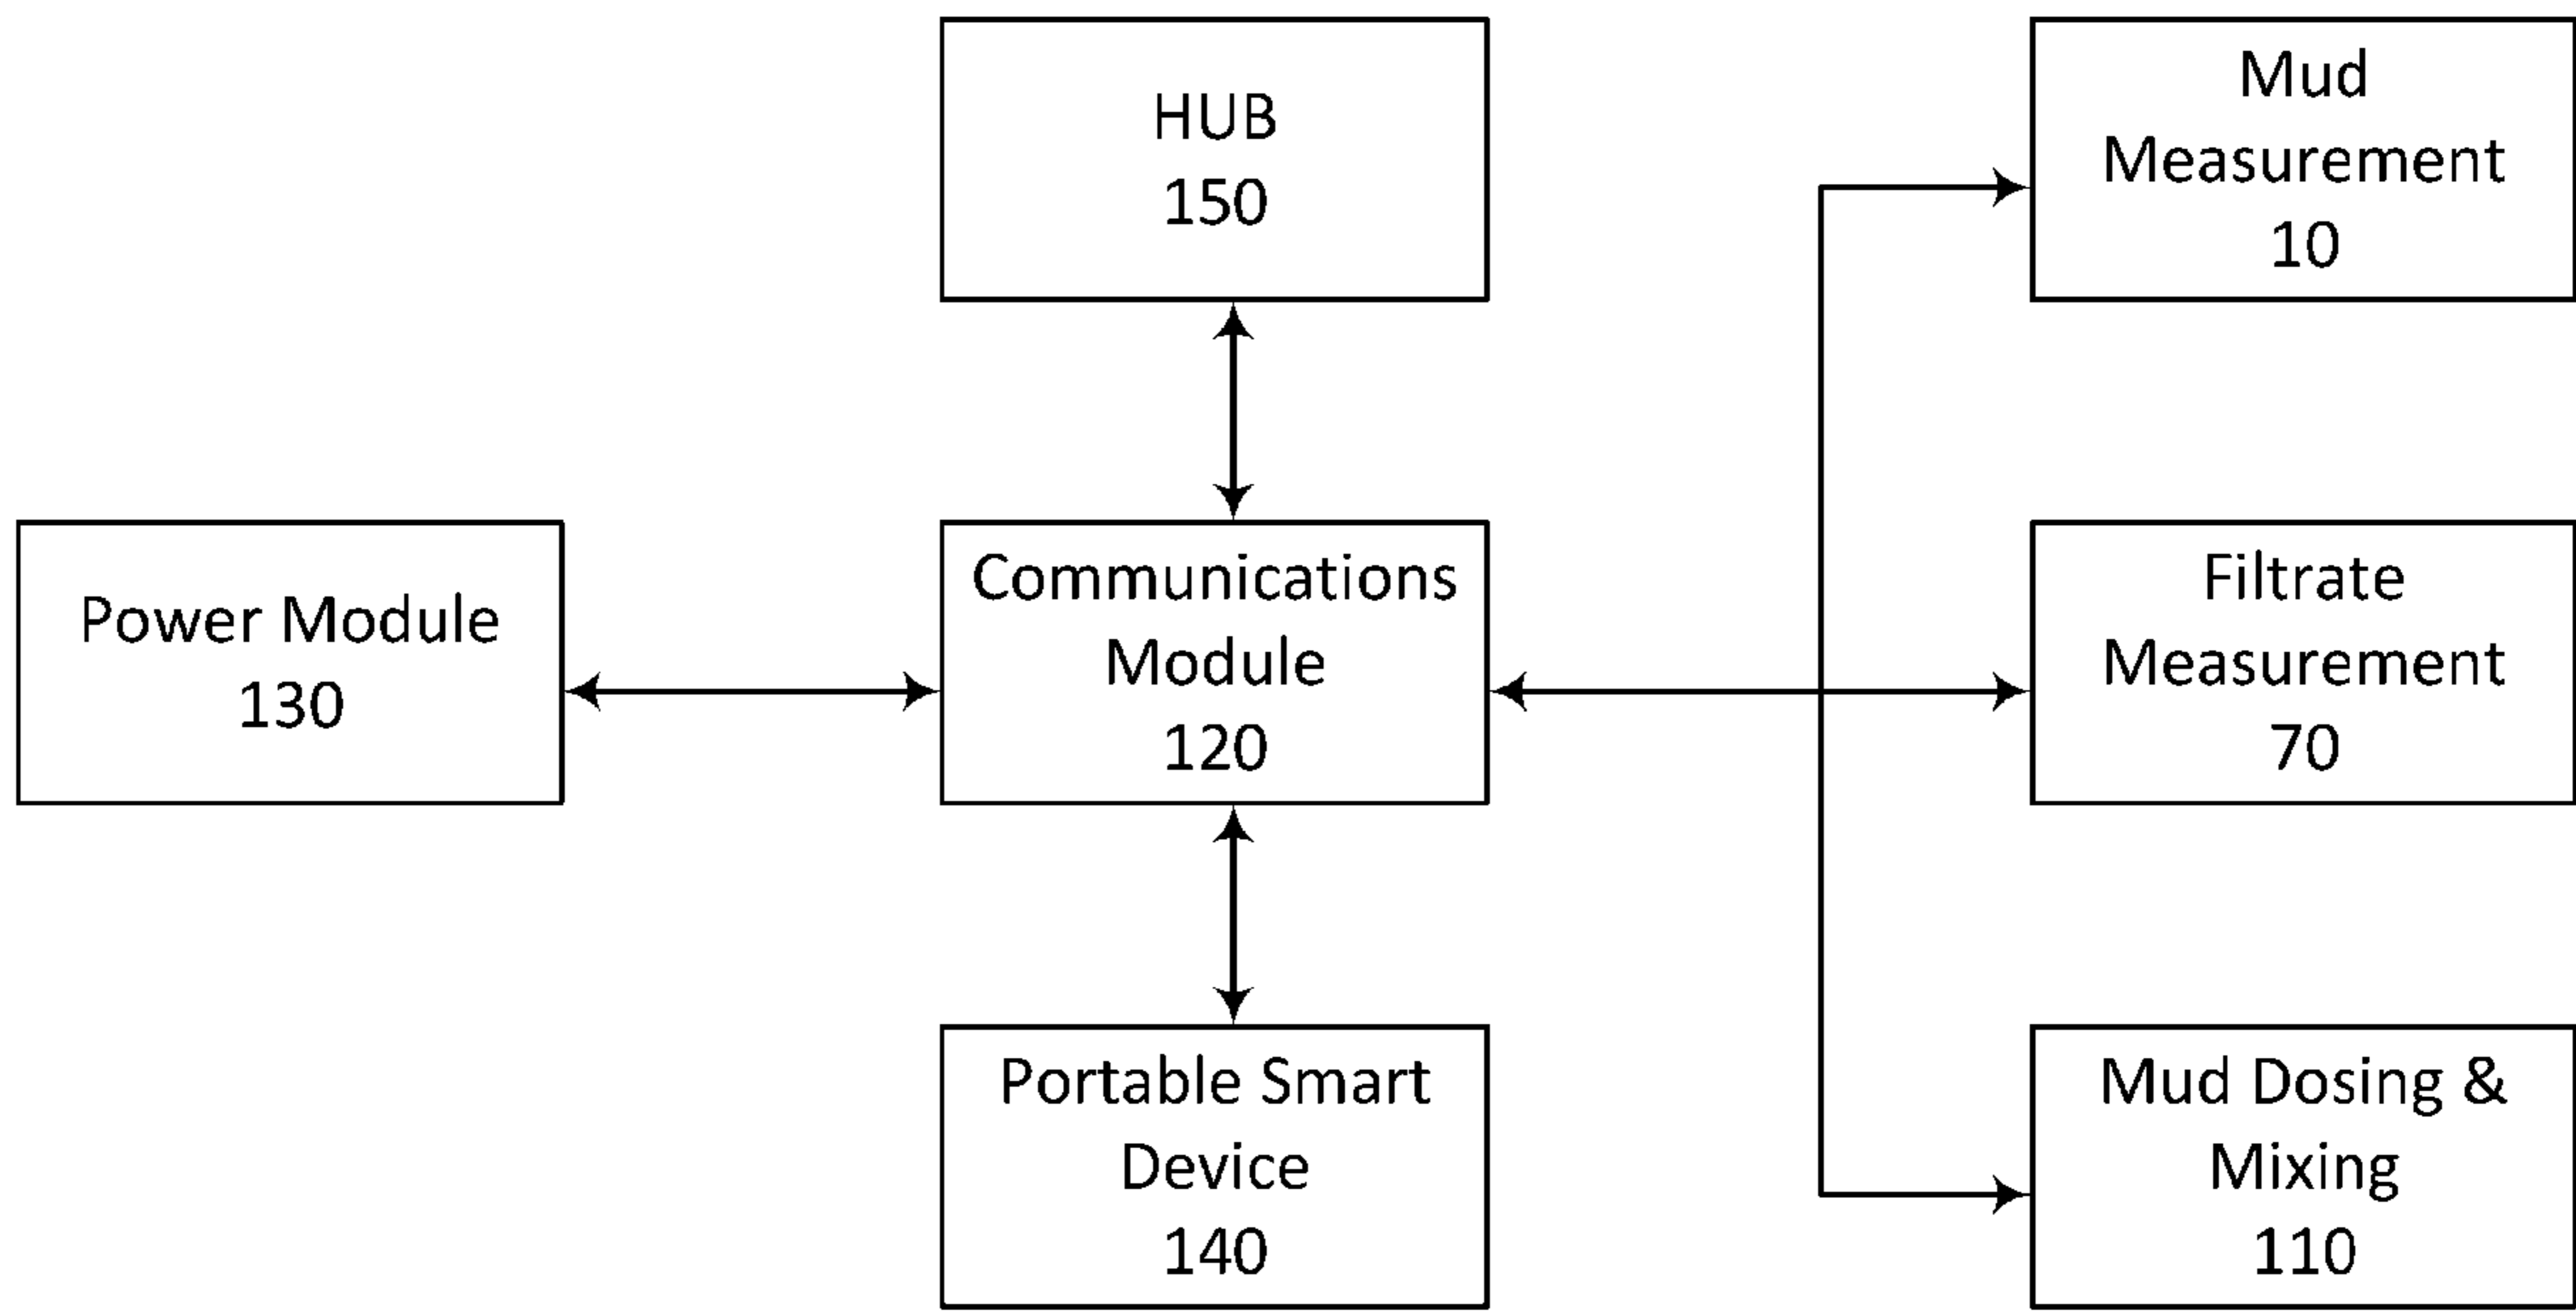 HUB
150
Mud
Measurement
10
Power Module
130
Communications
Module
120
Filtrate
Measurement
70
Portable Smart
Device
140
Mud Dosing &
Mixing
110